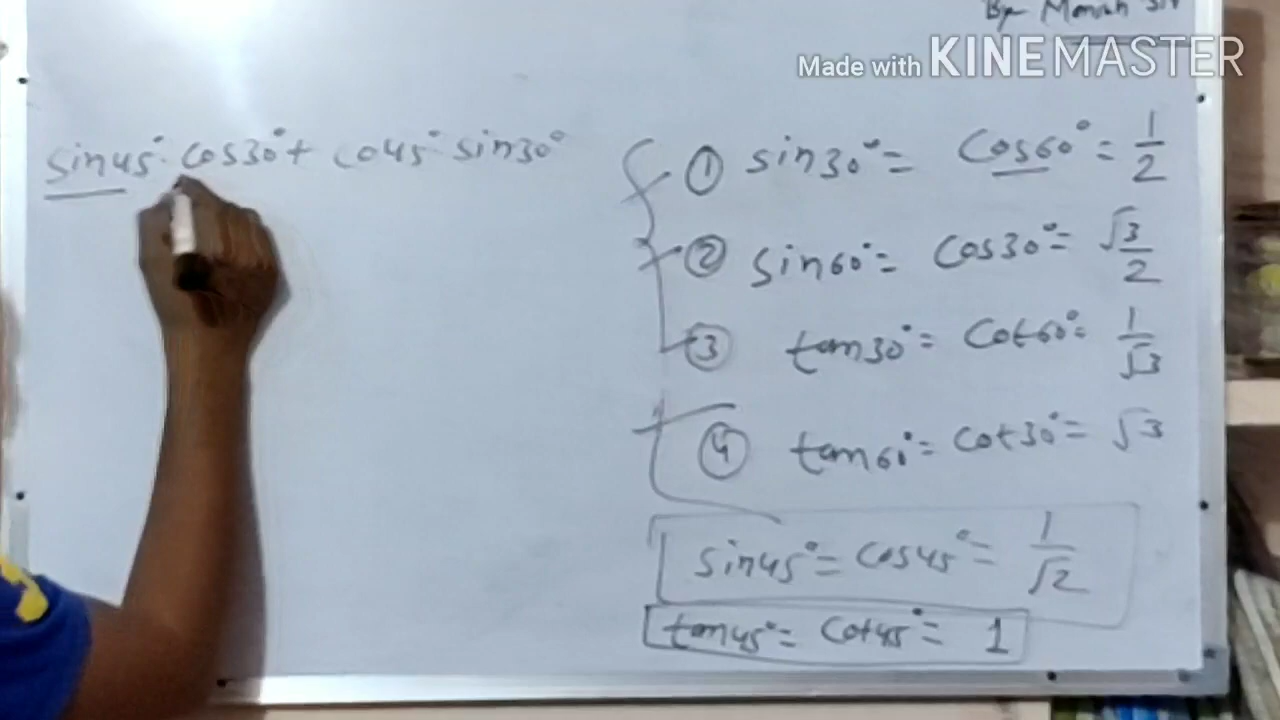 By Manish Sir
Made with KINEMASTER
sin45°. cos30°+ co45° sin30°
① sin30°= cos60°= 1/2
② sin60°= cos30°= √3/2
③ tan30°= cot60°= 1/√3
④ tan60°= cot30°= √3
sin45°= cos45°= 1/√2
tan45°= cot45°= 1